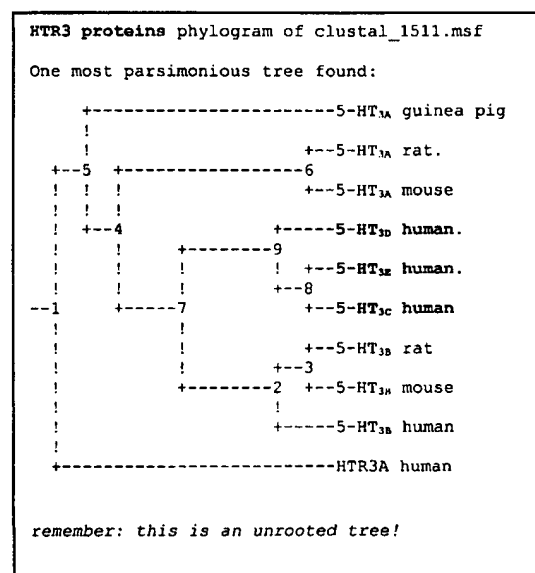 HTR3 proteins phylogram of clustal_1511.msf
One most parsimonious tree found:
5-HT3A guinea pig
5
5-HT3A rat.
6
5-HT3A mouse
4
5-HT3D human.
9
5-HT3E human.
8
1
7
5-HT3C human
5-HT3B rat
3
2
5-HT3B mouse
5-HT3B human
HTR3A human
remember: this is an unrooted tree!